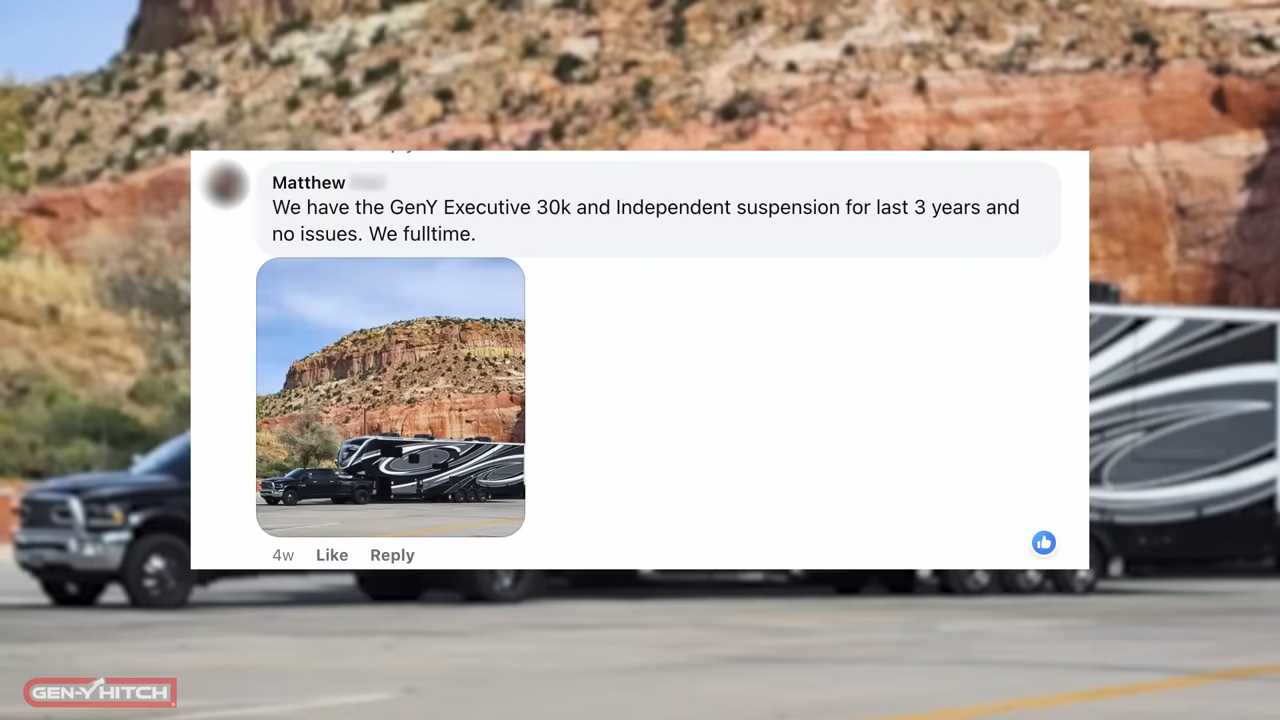 Matthew
We have the GenY Executive 30k and Independent suspension for last 3 years and
no issues. We fulltime.
4w Like Reply
GEN-Y HITCH